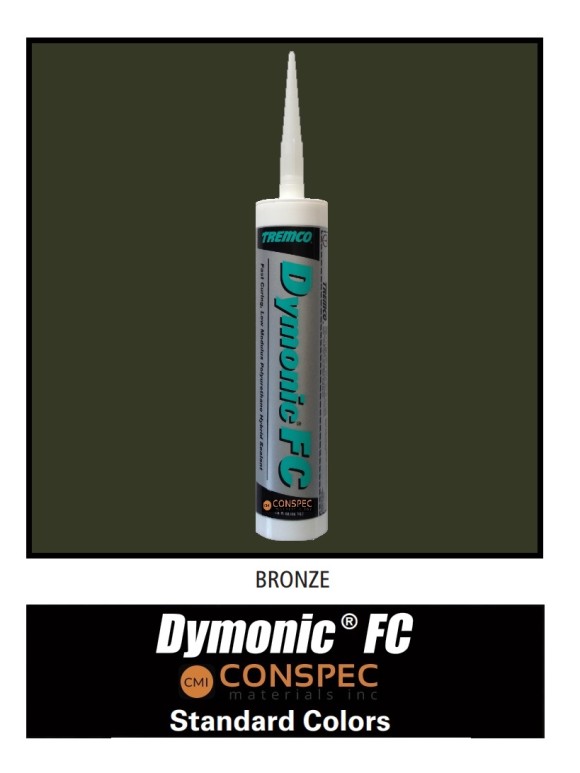 TREMCO
Dymonic® FC
Fast Curing, Low Modulus Polyurethane Hybrid Sealant
TREMCO
CONSPEC
BRONZE
Dymonic® FC
CMI CONSPEC
materials inc
Standard Colors